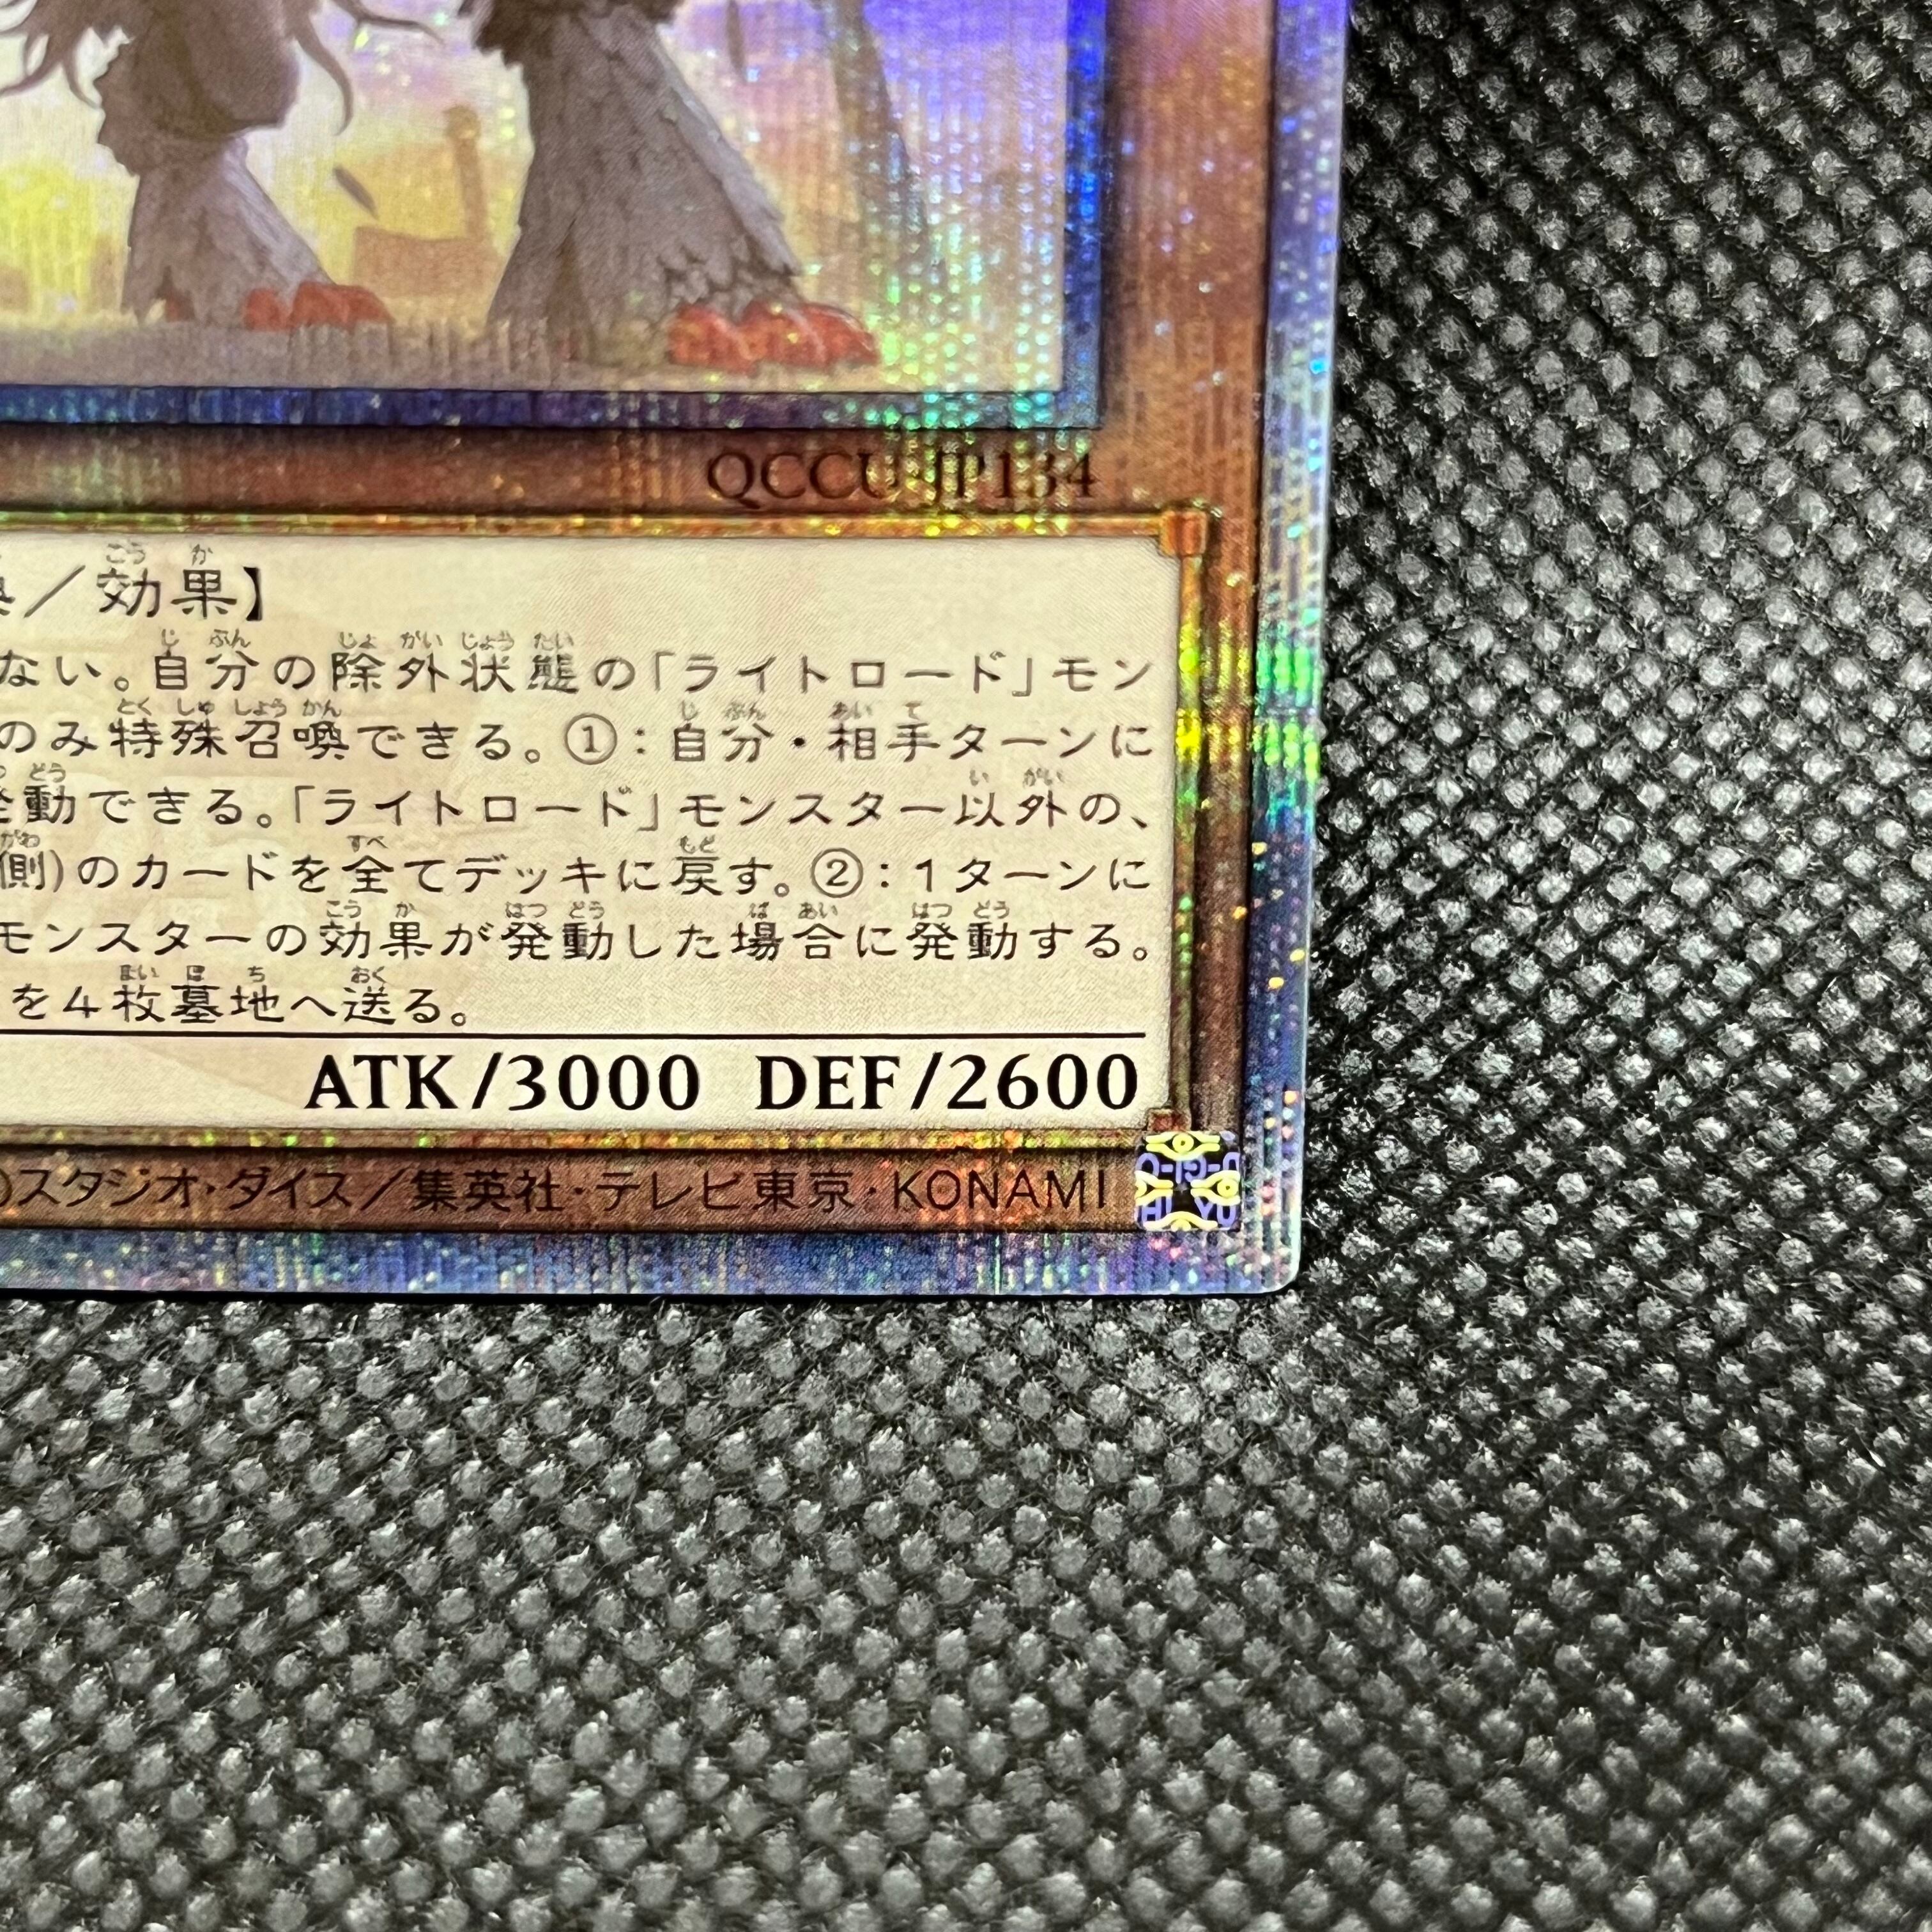 QCCU-JP134
／効果】
ない。自分の除外状態の「ライトロード」モン
のみ特殊召喚できる。①：自分・相手ターンに
動できる。「ライトロード」モンスター以外の、
側)のカードを全てデッキに戻す。②：1ターンに
モンスターの効果が発動した場合に発動する。
を4枚墓地へ送る。
ATK/3000 DEF/2600
スタジオ・ダイス／集英社・テレビ東京・KONAMI